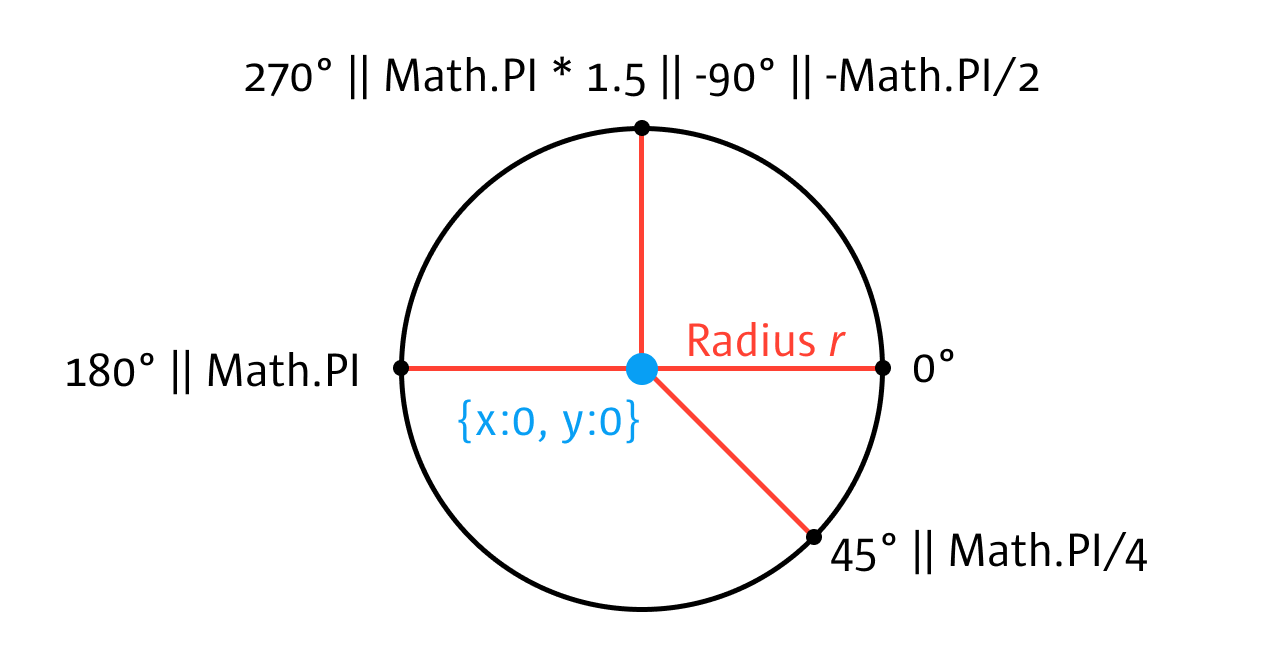 270° || Math.PI * 1.5 || -90° || -Math.PI/2
Radius r
180° || Math.PI
0°
{x:0, y:0}
45° || Math.PI/4